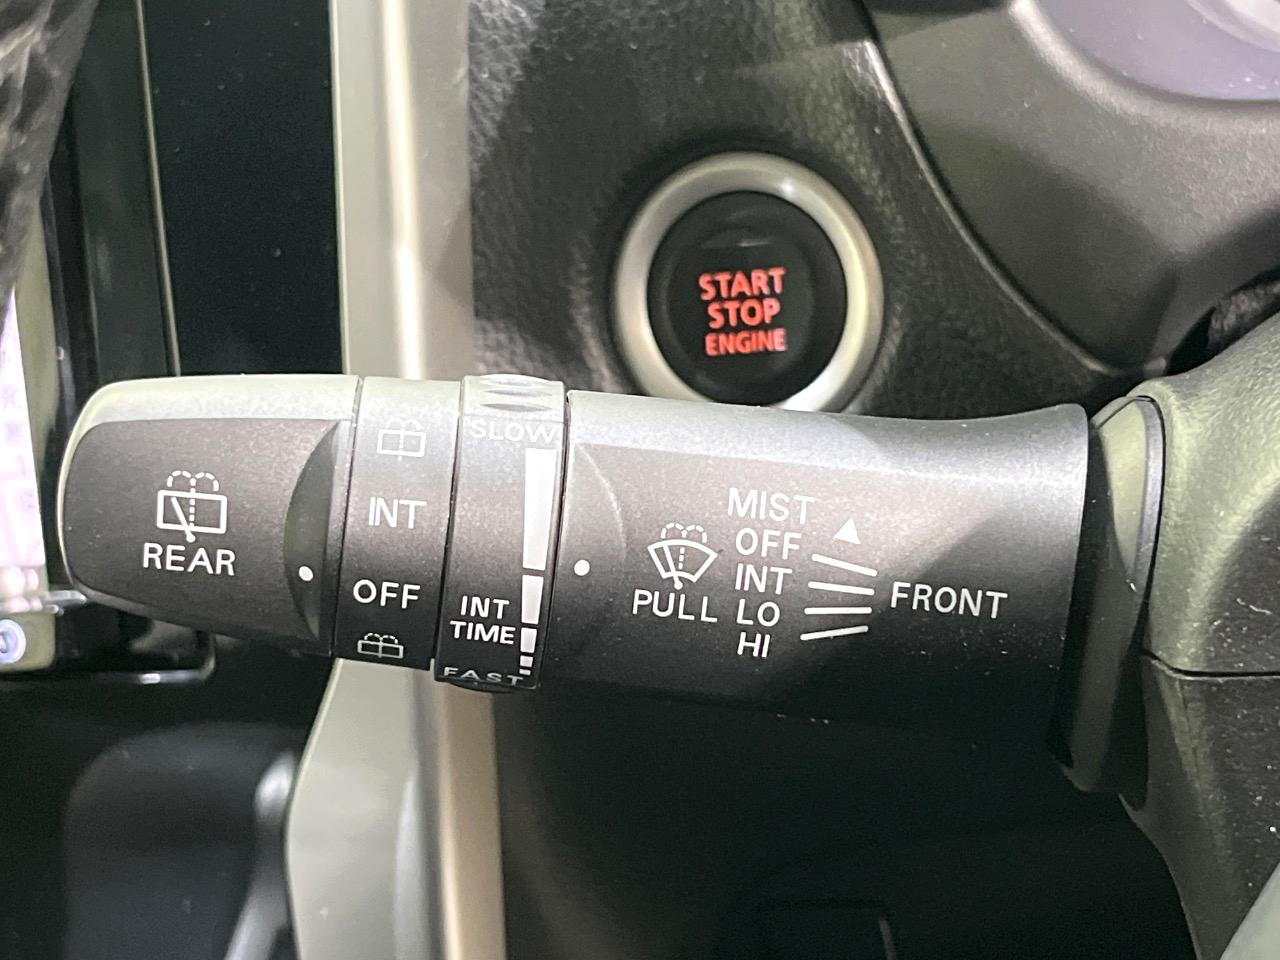 START
STOP
ENGINE
REAR
INT
OFF
SLOW
INT
TIME
FAST
PULL
MIST
OFF
INT
LO
HI
FRONT